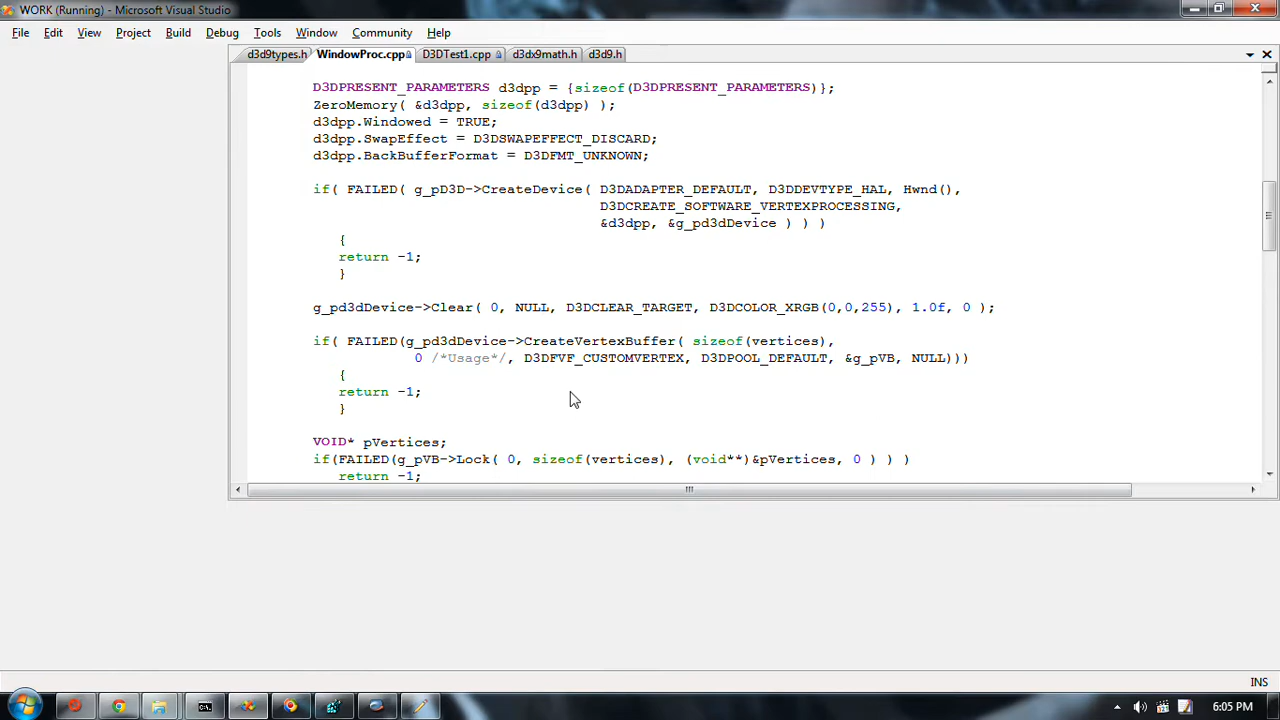 WORK (Running) - Microsoft Visual Studio
File Edit View Project Build Debug Tools Window Community Help
d3d9types.h WindowProc.cpp D3DTest1.cpp d3dx9math.h d3d9.h
D3DPRESENT_PARAMETERS d3dpp = {sizeof(D3DPRESENT_PARAMETERS)};
ZeroMemory( &d3dpp, sizeof(d3dpp) );
d3dpp.Windowed = TRUE;
d3dpp.SwapEffect = D3DSWAPEFFECT_DISCARD;
d3dpp.BackBufferFormat = D3DFMT_UNKNOWN;
if( FAILED( g_pD3D->CreateDevice( D3DADAPTER_DEFAULT, D3DDEVTYPE_HAL, Hwnd(),
D3DCREATE_SOFTWARE_VERTEXPROCESSING,
&d3dpp, &g_pd3dDevice ) ) )
{
return -1;
}
g_pd3dDevice->Clear( 0, NULL, D3DCLEAR_TARGET, D3DCOLOR_XRGB(0,0,255), 1.0f, 0 );
if( FAILED(g_pd3dDevice->CreateVertexBuffer( sizeof(vertices),
0 /*Usage*/, D3DFVF_CUSTOMVERTEX, D3DPOOL_DEFAULT, &g_pVB, NULL)))
{
return -1;
}
VOID* pVertices;
if(FAILED(g_pVB->Lock( 0, sizeof(vertices), (void**)&pVertices, 0 ) ) )
return -1;
INS
6:05 PM